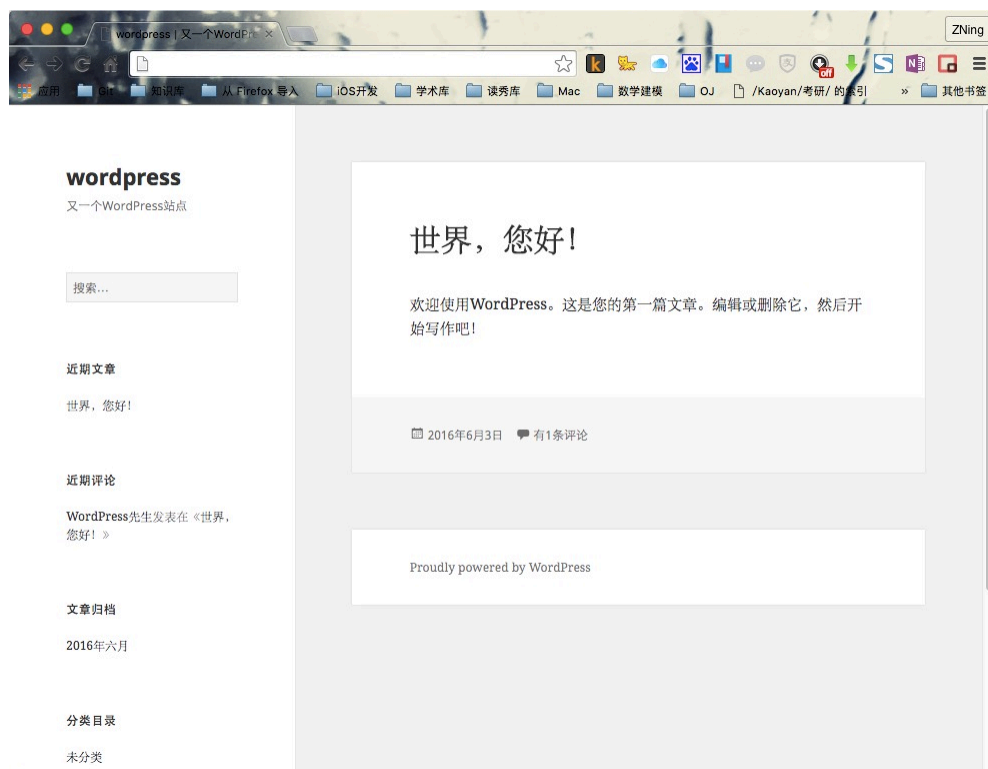 wordpress | 又一个WordPr
ZNing
off
应用 Git 知识库 从 Firefox 导入 iOS开发 学术库 读秀库 Mac 数学建模 OJ /Kaoyan/考研/ 的索引 » 其他书签
wordpress
又一个WordPress站点
搜索…
近期文章
世界，您好！
近期评论
WordPress先生发表在《世界，
您好！》
文章归档
2016年六月
分类目录
未分类
世界，您好！
欢迎使用WordPress。这是您的第一篇文章。编辑或删除它，然后开
始写作吧！
2016年6月3日 有1条评论
Proudly powered by WordPress